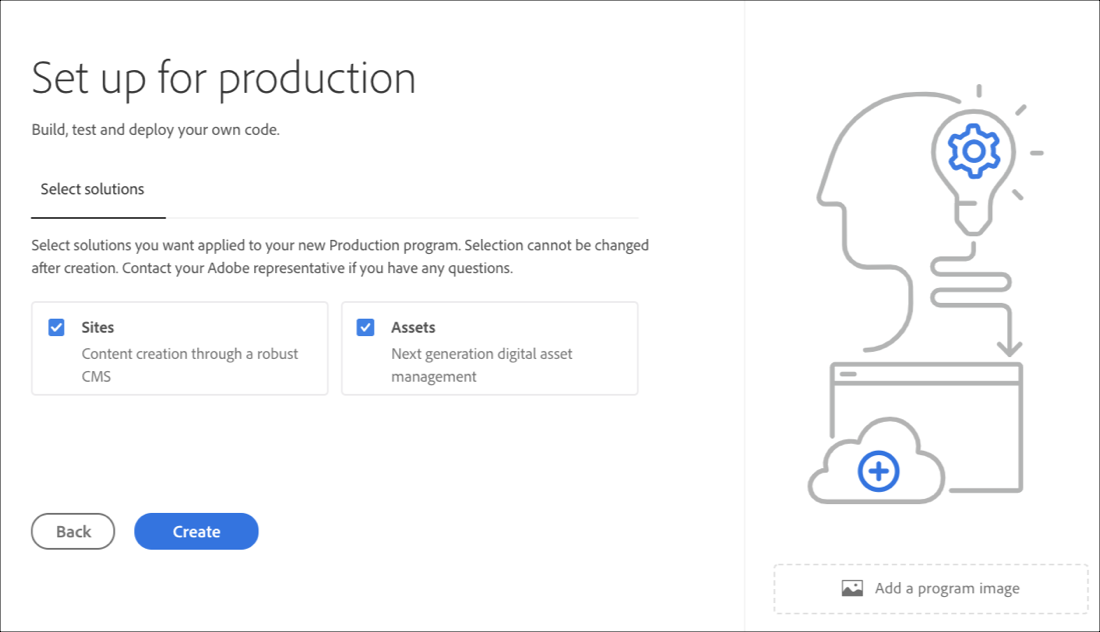 Set up for production
Build, test and deploy your own code.
Select solutions
Select solutions you want applied to your new Production program. Selection cannot be changed
after creation. Contact your Adobe representative if you have any questions.
Sites
Content creation through a robust
CMS
Assets
Next generation digital asset
management
Back
Create
Add a program image